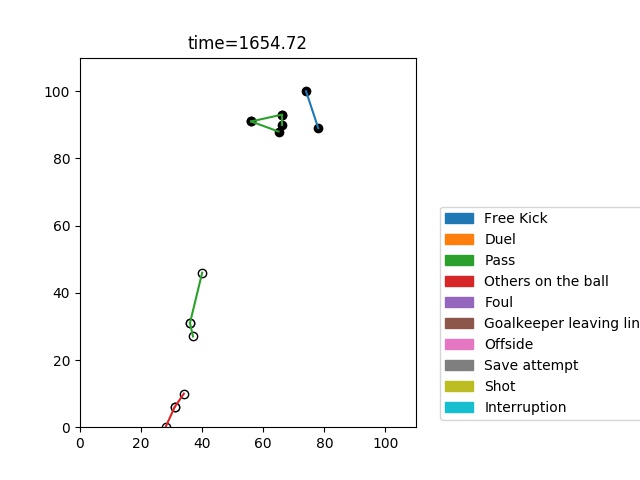 time=1654.72
100
80
60
40
20
0
0 20 40 60 80 100
Free Kick
Duel
Pass
Others on the ball
Foul
Goalkeeper leaving lin
Offside
Save attempt
Shot
Interruption